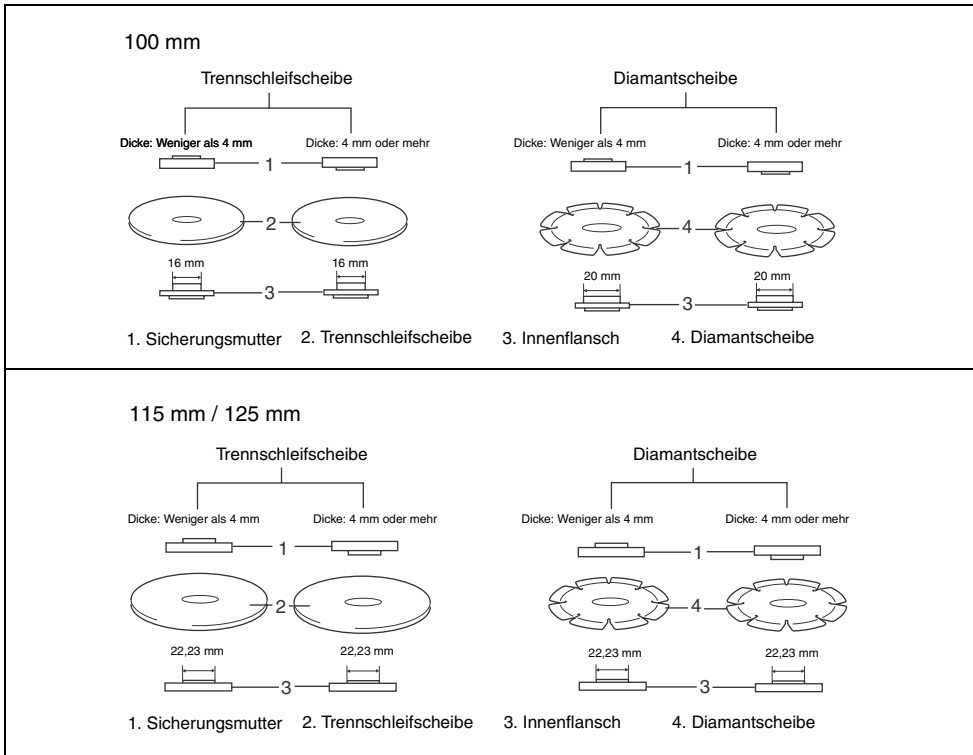 100 mm
Trennschleifscheibe
Diamantscheibe
Dicke: Weniger als 4 mm
Dicke: 4 mm oder mehr
Dicke: Weniger als 4 mm
Dicke: 4 mm oder mehr
1
1
2
4
16 mm
16 mm
20 mm
20 mm
3
3
1. Sicherungsmutter
2. Trennschleifscheibe
3. Innenflansch
4. Diamantscheibe
115 mm / 125 mm
Trennschleifscheibe
Diamantscheibe
Dicke: Weniger als 4 mm
Dicke: 4 mm oder mehr
Dicke: Weniger als 4 mm
Dicke: 4 mm oder mehr
1
1
2
4
22,23 mm
22,23 mm
22,23 mm
22,23 mm
3
3
1. Sicherungsmutter
2. Trennschleifscheibe
3. Innenflansch
4. Diamantscheibe